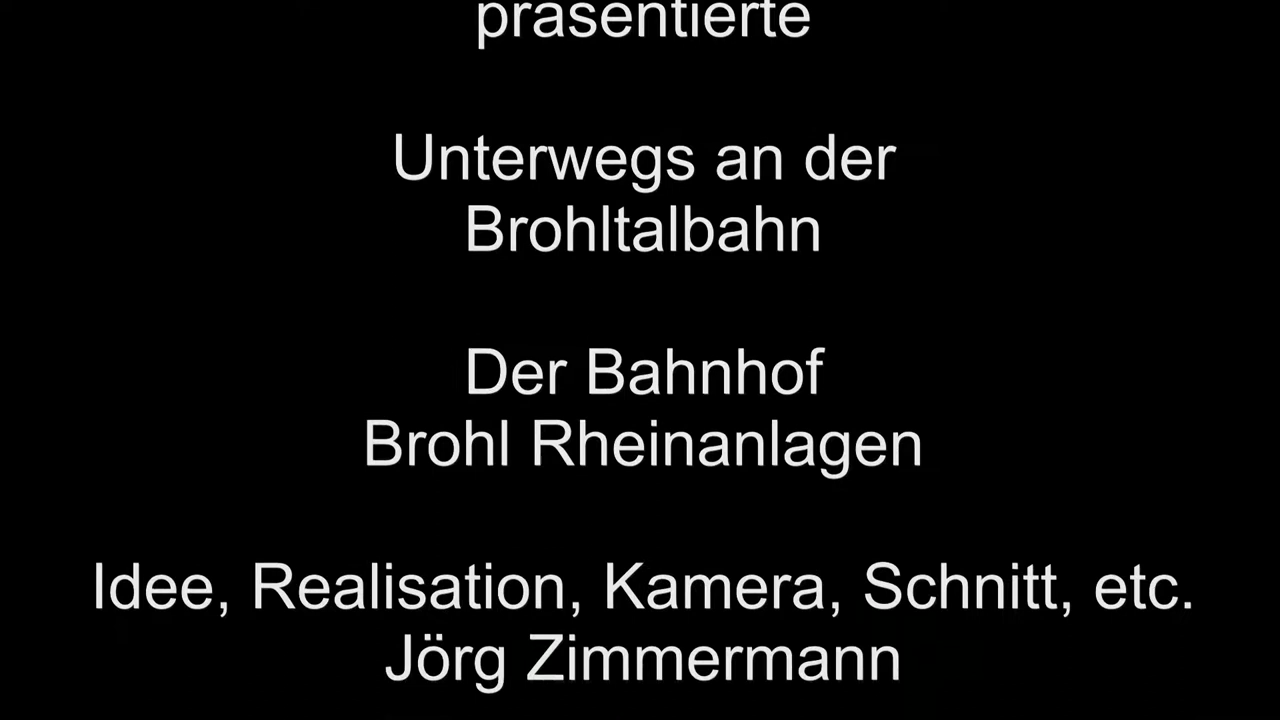 präsentierte
Unterwegs an der
Brohltalbahn
Der Bahnhof
Brohl Rheinanlagen
Idee, Realisation, Kamera, Schnitt, etc.
Jörg Zimmermann